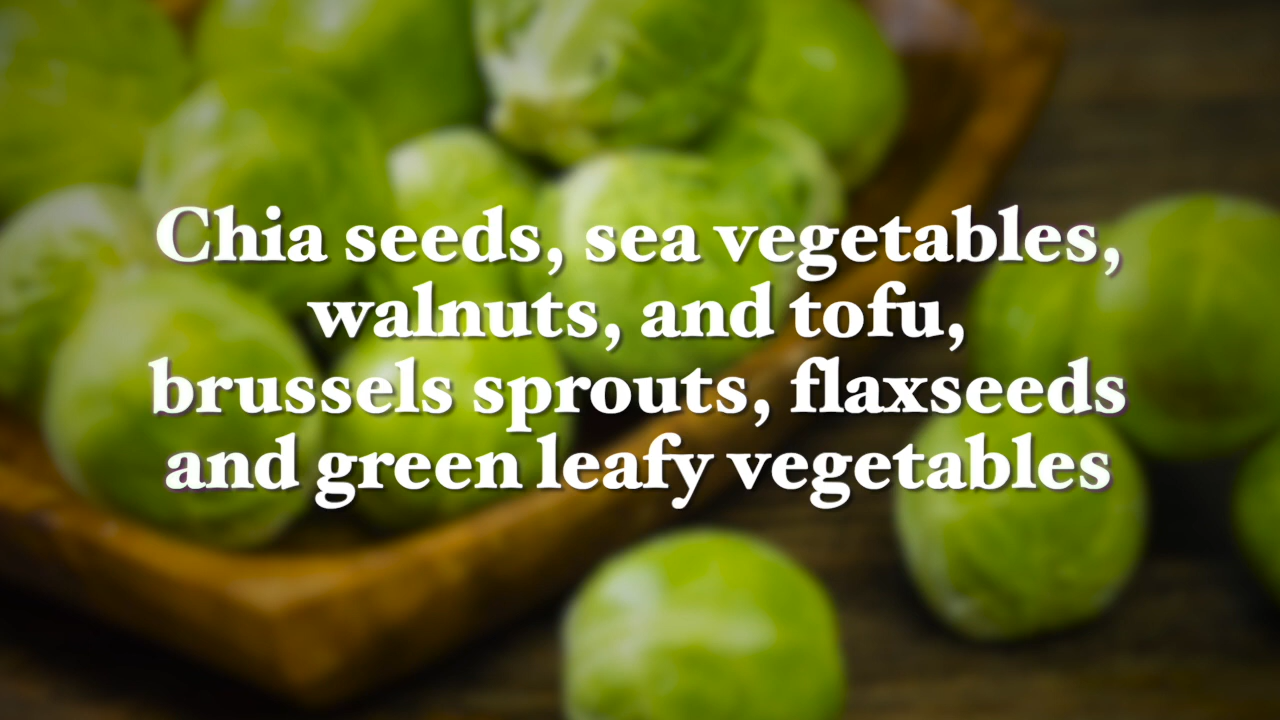 Chia seeds, sea vegetables,
walnuts, and tofu,
brussels sprouts, flaxseeds
and green leafy vegetables